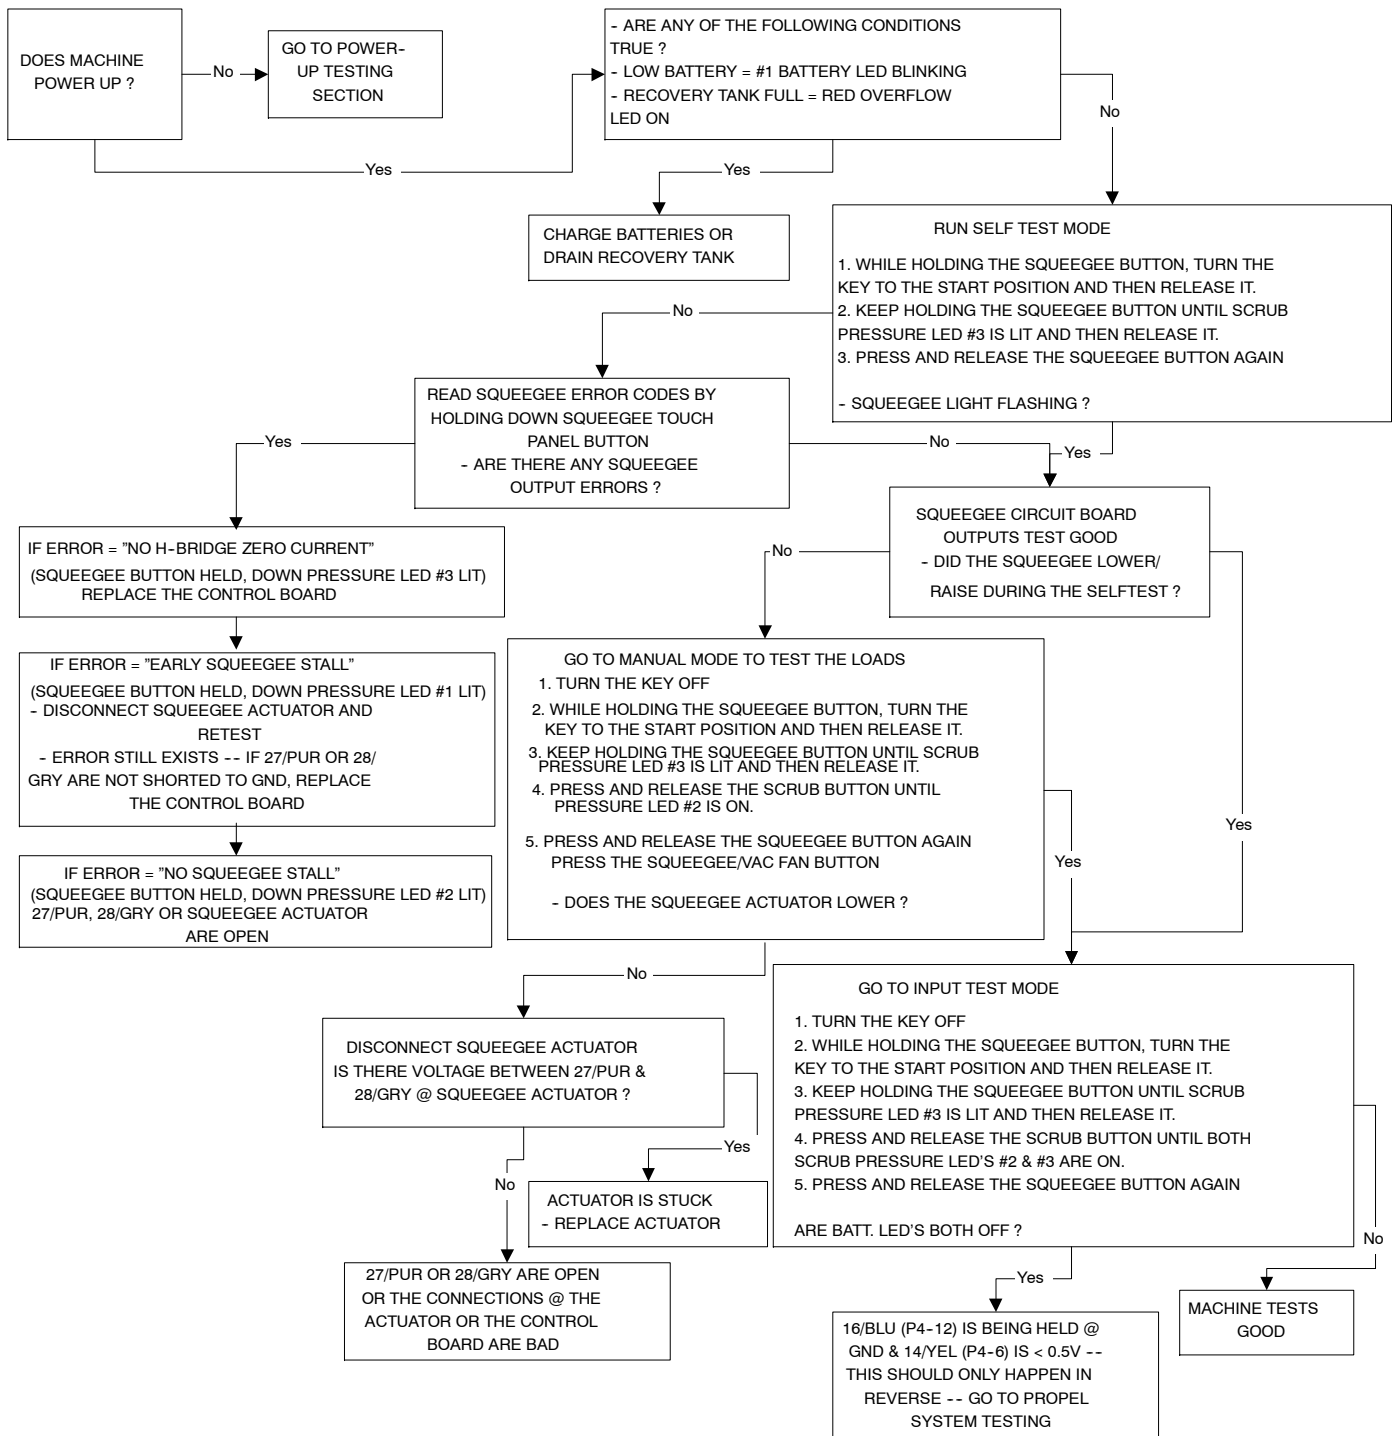 DOES MACHINE
POWER UP ?
No
GO TO POWER-
UP TESTING
SECTION
Yes
- ARE ANY OF THE FOLLOWING CONDITIONS
TRUE ?
- LOW BATTERY = #1 BATTERY LED BLINKING
- RECOVERY TANK FULL = RED OVERFLOW
LED ON
No
Yes
CHARGE BATTERIES OR
DRAIN RECOVERY TANK
RUN SELF TEST MODE
1. WHILE HOLDING THE SQUEEGEE BUTTON, TURN THE
KEY TO THE START POSITION AND THEN RELEASE IT.
2. KEEP HOLDING THE SQUEEGEE BUTTON UNTIL SCRUB
PRESSURE LED #3 IS LIT AND THEN RELEASE IT.
3. PRESS AND RELEASE THE SQUEEGEE BUTTON AGAIN
- SQUEEGEE LIGHT FLASHING ?
No
Yes
READ SQUEEGEE ERROR CODES BY
HOLDING DOWN SQUEEGEE TOUCH
PANEL BUTTON
- ARE THERE ANY SQUEEGEE
OUTPUT ERRORS ?
Yes
No
IF ERROR = "NO H-BRIDGE ZERO CURRENT"
(SQUEEGEE BUTTON HELD, DOWN PRESSURE LED #3 LIT)
REPLACE THE CONTROL BOARD
IF ERROR = "EARLY SQUEEGEE STALL"
(SQUEEGEE BUTTON HELD, DOWN PRESSURE LED #1 LIT)
- DISCONNECT SQUEEGEE ACTUATOR AND
RETEST
- ERROR STILL EXISTS -- IF 27/PUR OR 28/
GRY ARE NOT SHORTED TO GND, REPLACE
THE CONTROL BOARD
IF ERROR = "NO SQUEEGEE STALL"
(SQUEEGEE BUTTON HELD, DOWN PRESSURE LED #2 LIT)
27/PUR, 28/GRY OR SQUEEGEE ACTUATOR
ARE OPEN
SQUEEGEE CIRCUIT BOARD
OUTPUTS TEST GOOD
- DID THE SQUEEGEE LOWER/
RAISE DURING THE SELFTEST ?
No
Yes
GO TO MANUAL MODE TO TEST THE LOADS
1. TURN THE KEY OFF
2. WHILE HOLDING THE SQUEEGEE BUTTON, TURN THE
KEY TO THE START POSITION AND THEN RELEASE IT.
3. KEEP HOLDING THE SQUEEGEE BUTTON UNTIL SCRUB
PRESSURE LED #3 IS LIT AND THEN RELEASE IT.
4. PRESS AND RELEASE THE SCRUB BUTTON UNTIL
PRESSURE LED #2 IS ON.
5. PRESS AND RELEASE THE SQUEEGEE BUTTON AGAIN
PRESS THE SQUEEGEE/VAC FAN BUTTON
- DOES THE SQUEEGEE ACTUATOR LOWER ?
Yes
No
DISCONNECT SQUEEGEE ACTUATOR
IS THERE VOLTAGE BETWEEN 27/PUR &
28/GRY @ SQUEEGEE ACTUATOR ?
Yes
No
ACTUATOR IS STUCK
- REPLACE ACTUATOR
27/PUR OR 28/GRY ARE OPEN
OR THE CONNECTIONS @ THE
ACTUATOR OR THE CONTROL
BOARD ARE BAD
GO TO INPUT TEST MODE
1. TURN THE KEY OFF
2. WHILE HOLDING THE SQUEEGEE BUTTON, TURN THE
KEY TO THE START POSITION AND THEN RELEASE IT.
3. KEEP HOLDING THE SQUEEGEE BUTTON UNTIL SCRUB
PRESSURE LED #3 IS LIT AND THEN RELEASE IT.
4. PRESS AND RELEASE THE SCRUB BUTTON UNTIL BOTH
SCRUB PRESSURE LED'S #2 & #3 ARE ON.
5. PRESS AND RELEASE THE SQUEEGEE BUTTON AGAIN
ARE BATT. LED'S BOTH OFF ?
No
Yes
MACHINE TESTS
GOOD
16/BLU (P4-12) IS BEING HELD @
GND & 14/YEL (P4-6) IS < 0.5V --
THIS SHOULD ONLY HAPPEN IN
REVERSE -- GO TO PROPEL
SYSTEM TESTING